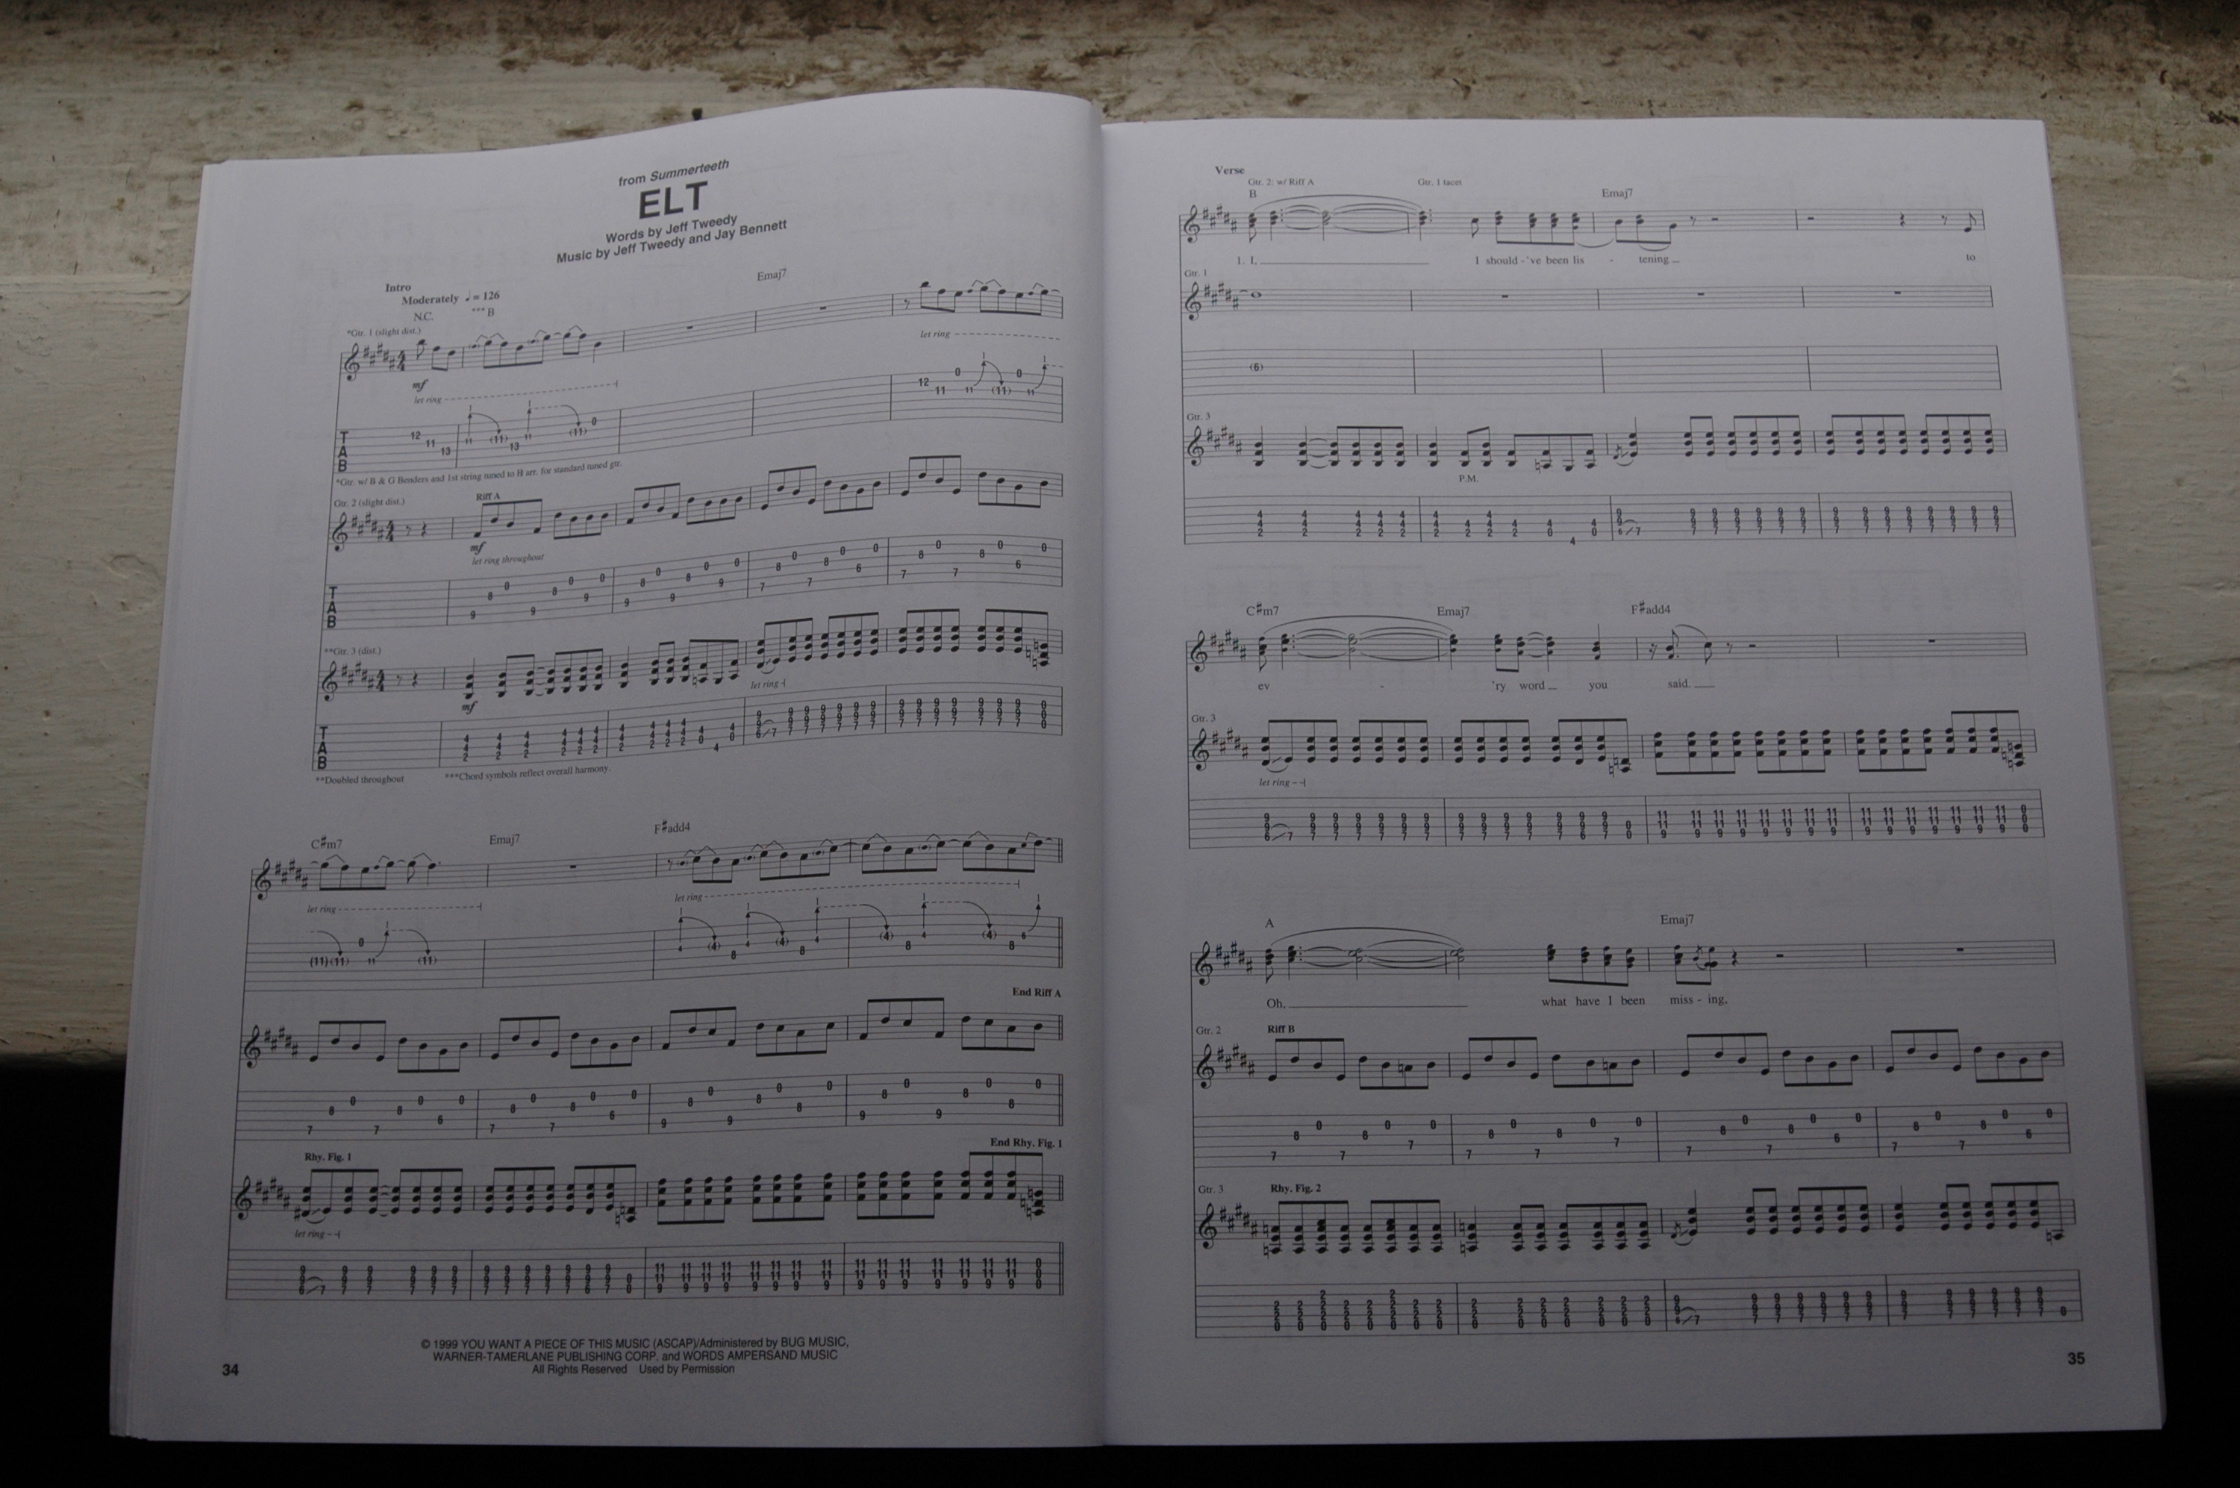 from Summerteeth
ELT
Words by Jeff Tweedy
Music by Jeff Tweedy and Jay Bennett
Intro
Moderately ♩ = 126
N.C. ***B Emaj7
*Gtr. 1 (slight dist.)
mf
let ring let ring
*Gtr. w/ B & G Benders and 1st string tuned to B arr. for standard tuned gtr.
Gtr. 2 (slight dist.) Riff A
mf
let ring throughout
**Gtr. 3 (dist.)
mf let ring
**Doubled throughout ***Chord symbols reflect overall harmony.
C#m7 Emaj7 F#add4
let ring let ring
End Riff A
End Rhy. Fig. 1
Rhy. Fig. 1
let ring
© 1999 YOU WANT A PIECE OF THIS MUSIC (ASCAP)/Administered by BUG MUSIC,
WARNER-TAMERLANE PUBLISHING CORP. and WORDS AMPERSAND MUSIC
All Rights Reserved Used by Permission
34
Verse
Gtr. 2: w/ Riff A Gtr. 1 tacet
B Emaj7
1. I, I should -'ve been lis - tening to
Gtr. 1
Gtr. 3
P.M.
C#m7 Emaj7 F#add4
ev - 'ry word you said.
Gtr. 3
let ring
A Emaj7
Oh, what have I been miss - ing.
Gtr. 2 Riff B
Gtr. 3 Rhy. Fig. 2
35